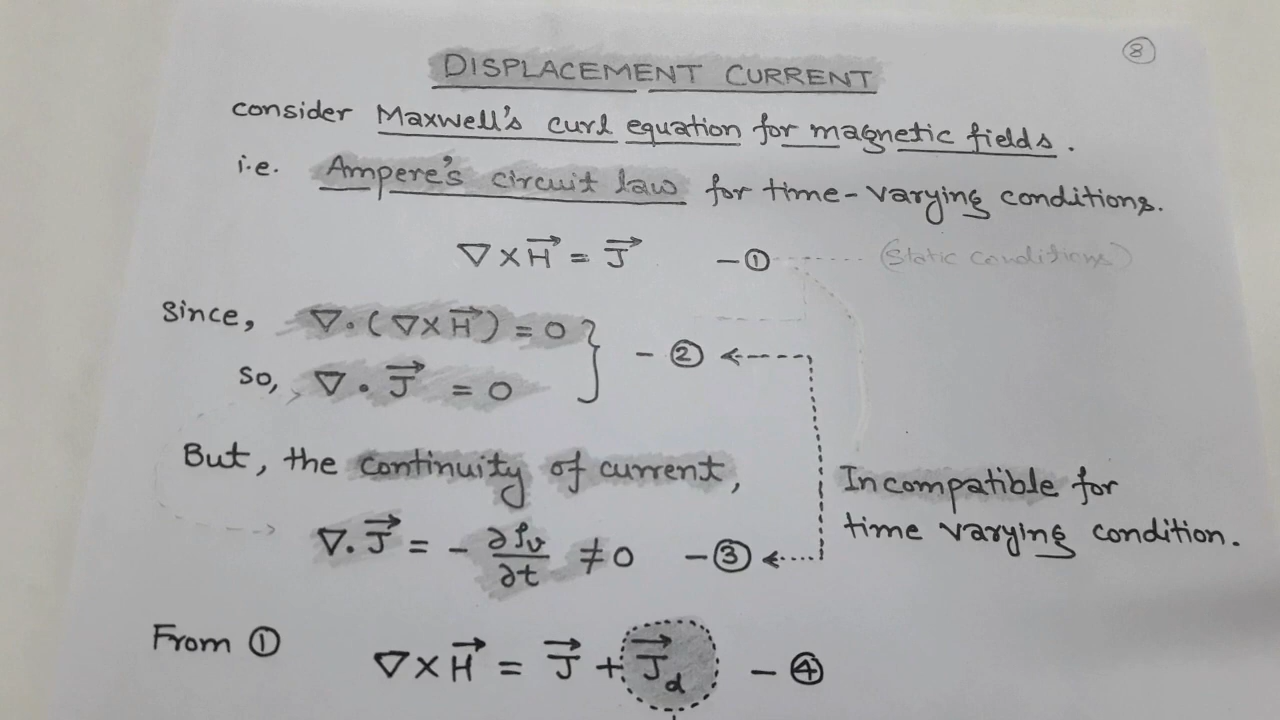 ⑧
DISPLACEMENT CURRENT
consider Maxwell's curl equation for magnetic fields.
i.e. Ampere's circuit law for time-varying conditions.
∇×H⃗ = J⃗ -① ...... (Static conditions)
Since, ∇.(∇×H⃗) = 0
so, ∇.J⃗ = 0 } -②
But, the continuity of current,
∇.J⃗ = - ∂ρv/∂t ≠ 0 -③
Incompatible for
time varying condition.
From ① ∇×H⃗ = J⃗ + J⃗d -④